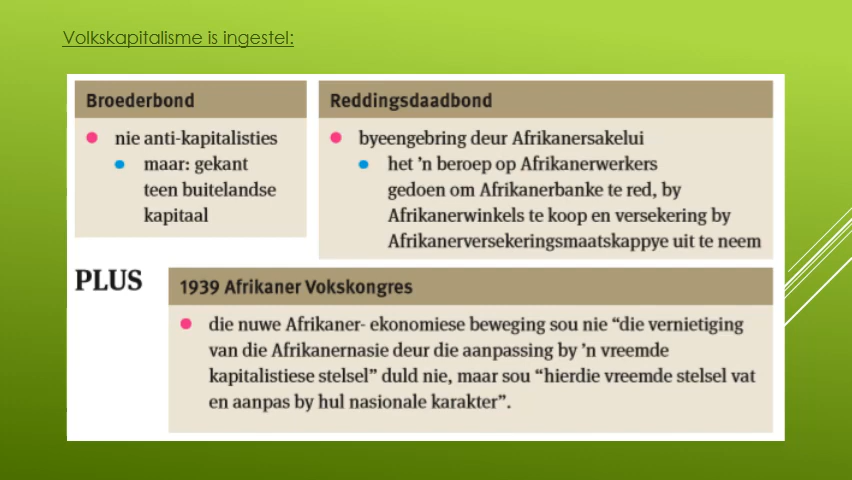 Volkskapitalisme is ingestel:
Broederbond
nie anti-kapitalisties
maar: gekant
teen buitelandse
kapitaal
Reddingsdaadbond
byeengebring deur Afrikanersakelui
het 'n beroep op Afrikanerwerkers
gedoen om Afrikanerbanke te red, by
Afrikanerwinkels te koop en versekering by
Afrikanerversekeringsmaatskappye uit te neem
PLUS
1939 Afrikaner Vokskongres
die nuwe Afrikaner- ekonomiese beweging sou nie “die vernietiging
van die Afrikanernasie deur die aanpassing by 'n vreemde
kapitalistiese stelsel” duld nie, maar sou “hierdie vreemde stelsel vat
en aanpas by hul nasionale karakter”.